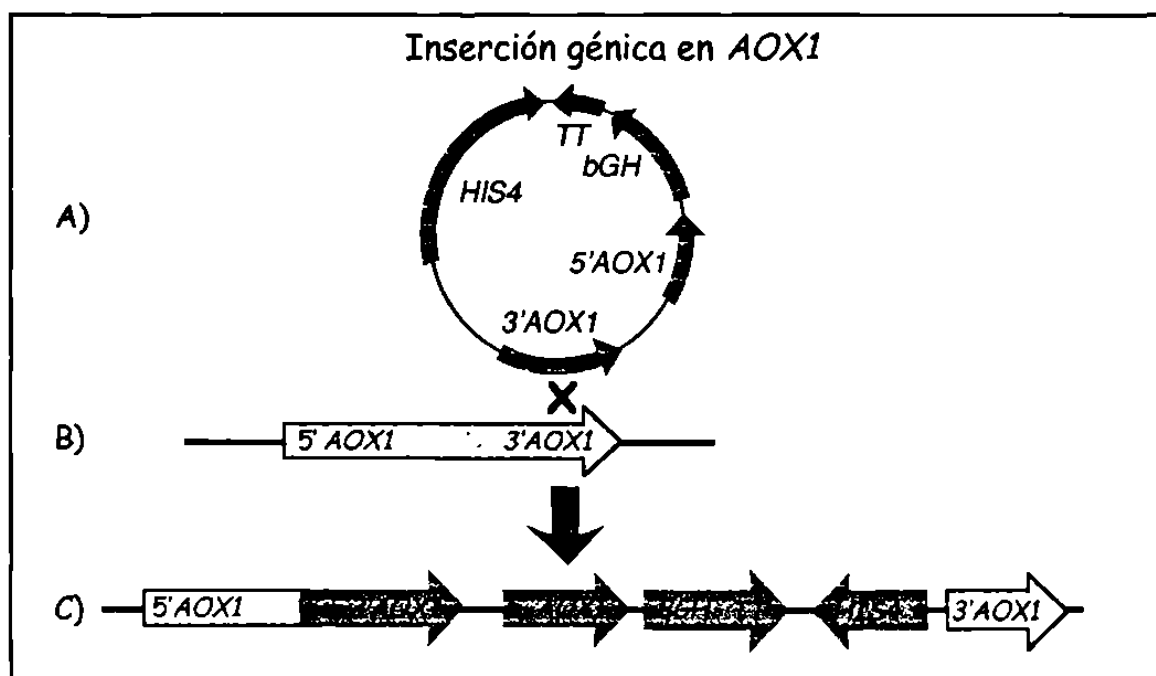 Inserción génica en AOX1
TT
bGH
HIS4
A)
5'AOX1
3'AOX1
X
B)
5' AOX1
3'AOX1
C)
5'AOX1
3'AOX1